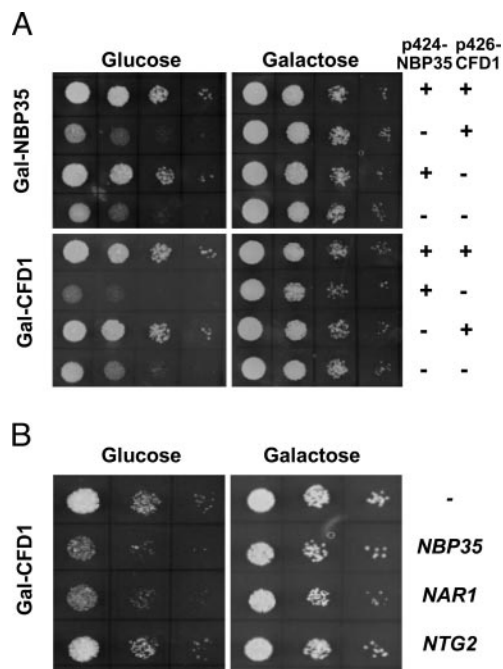 A
Glucose Galactose p424- p426-
NBP35 CFD1
Gal-NBP35
+ +
- +
+ -
- -
Gal-CFD1
+ +
+ -
- +
- -
B
Glucose Galactose
Gal-CFD1
-
NBP35
NAR1
NTG2